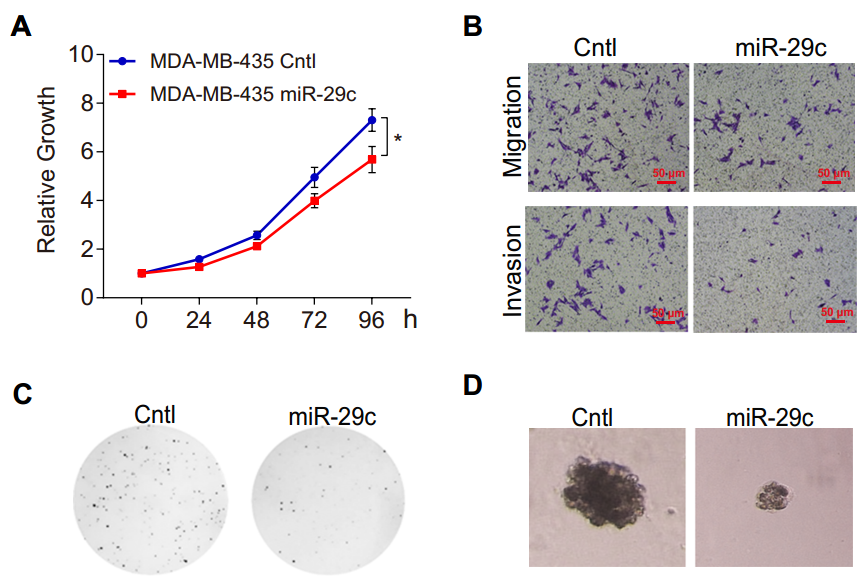 A
10
8
6
4
2
0
Relative Growth
MDA-MB-435 Cntl
MDA-MB-435 miR-29c
*
0 24 48 72 96 h
B
Cntl miR-29c
Migration
50 µm 50 µm
Invasion
50 µm 50 µm
C
Cntl miR-29c
D
Cntl miR-29c